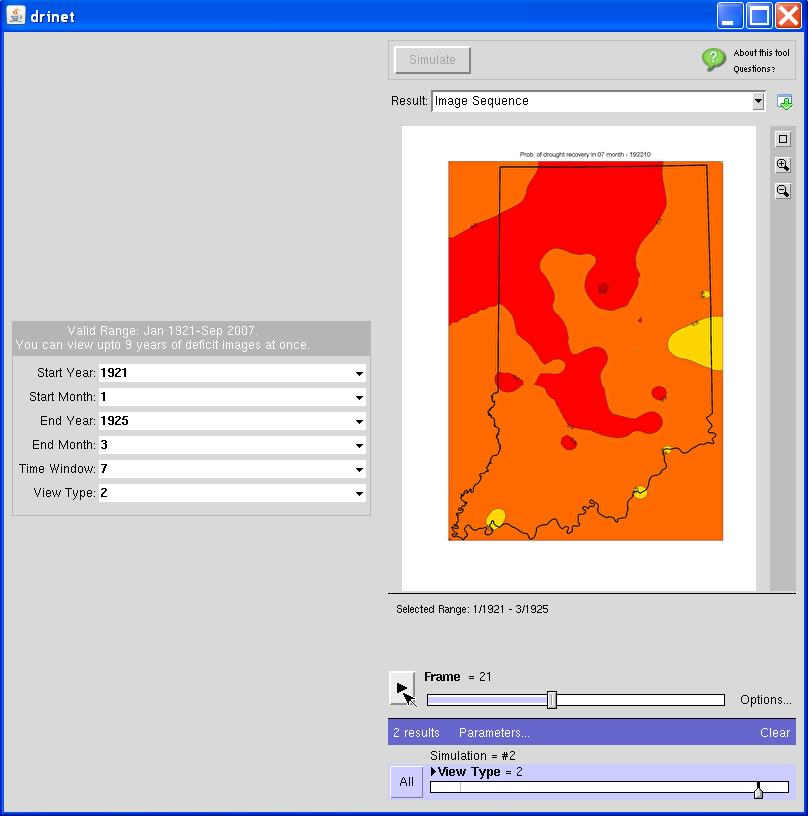 drinet
Simulate
About this tool
Questions?
Result: Image Sequence
Prob. of drought recovery in 07 month - 192210
Valid Range: Jan 1921-Sep 2007.
You can view upto 9 years of deficit images at once.
Start Year: 1921
Start Month: 1
End Year: 1925
End Month: 3
Time Window: 7
View Type: 2
Selected Range: 1/1921 - 3/1925
Frame = 21
Options...
2 results Parameters... Clear
Simulation = #2
All
View Type = 2